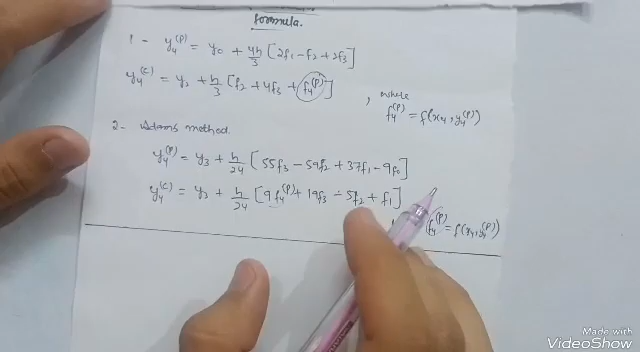 formula.
1- y₄⁽ᴾ⁾ = y₀ + 4h/3 [2f₁ - f₂ + 2f₃]
y₄⁽ᶜ⁾ = y₂ + h/3 [f₂ + 4f₃ + f₄⁽ᴾ⁾]
, where
f₄⁽ᴾ⁾ = f(x₄, y₄⁽ᴾ⁾)
2- Adams method
y₄⁽ᴾ⁾ = y₃ + h/24 [55f₃ - 59f₂ + 37f₁ - 9f₀]
y₄⁽ᶜ⁾ = y₃ + h/24 [9f₄⁽ᴾ⁾ + 19f₃ - 5f₂ + f₁]
f₄⁽ᴾ⁾ = f(x₄, y₄⁽ᴾ⁾)
Made with
VideoShow